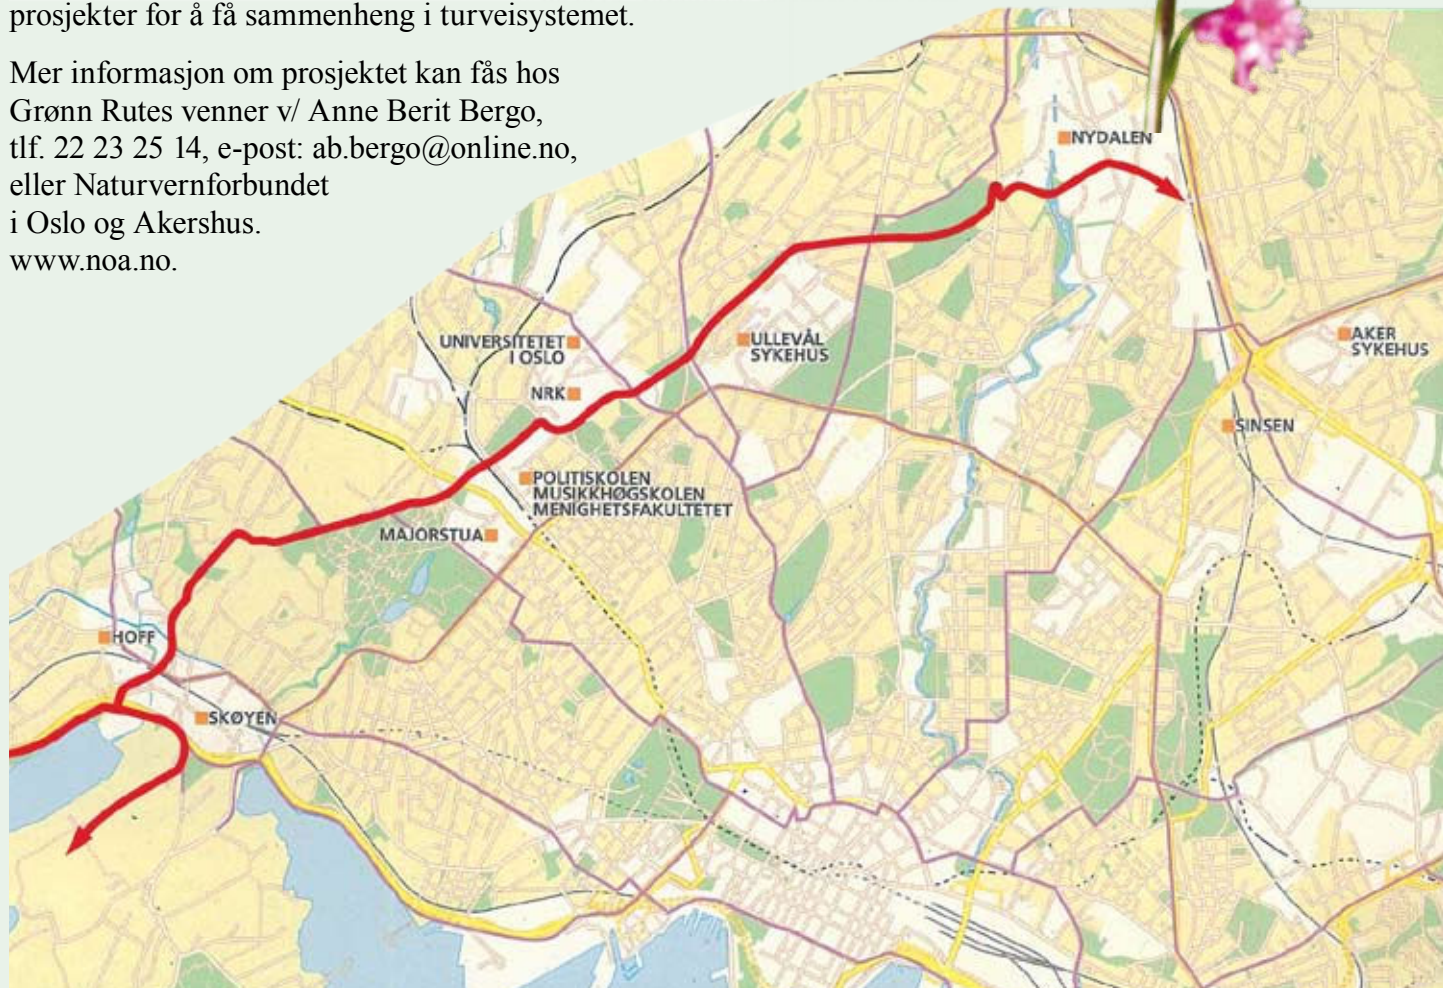 prosjekter for å få sammenheng i turveisystemet.
Mer informasjon om prosjektet kan fås hos
Grønn Rutes venner v/ Anne Berit Bergo,
tlf. 22 23 25 14, e-post: ab.bergo@online.no,
eller Naturvernforbundet
i Oslo og Akershus.
www.noa.no.
NYDALEN
UNIVERSITETET
I OSLO
ULLEVÅL
SYKEHUS
AKER
SYKEHUS
NRK
SINSEN
POLITISKOLEN
MUSIKKHØGSKOLEN
MENIGHETSFAKULTETET
MAJORSTUA
HOFF
SKØYEN